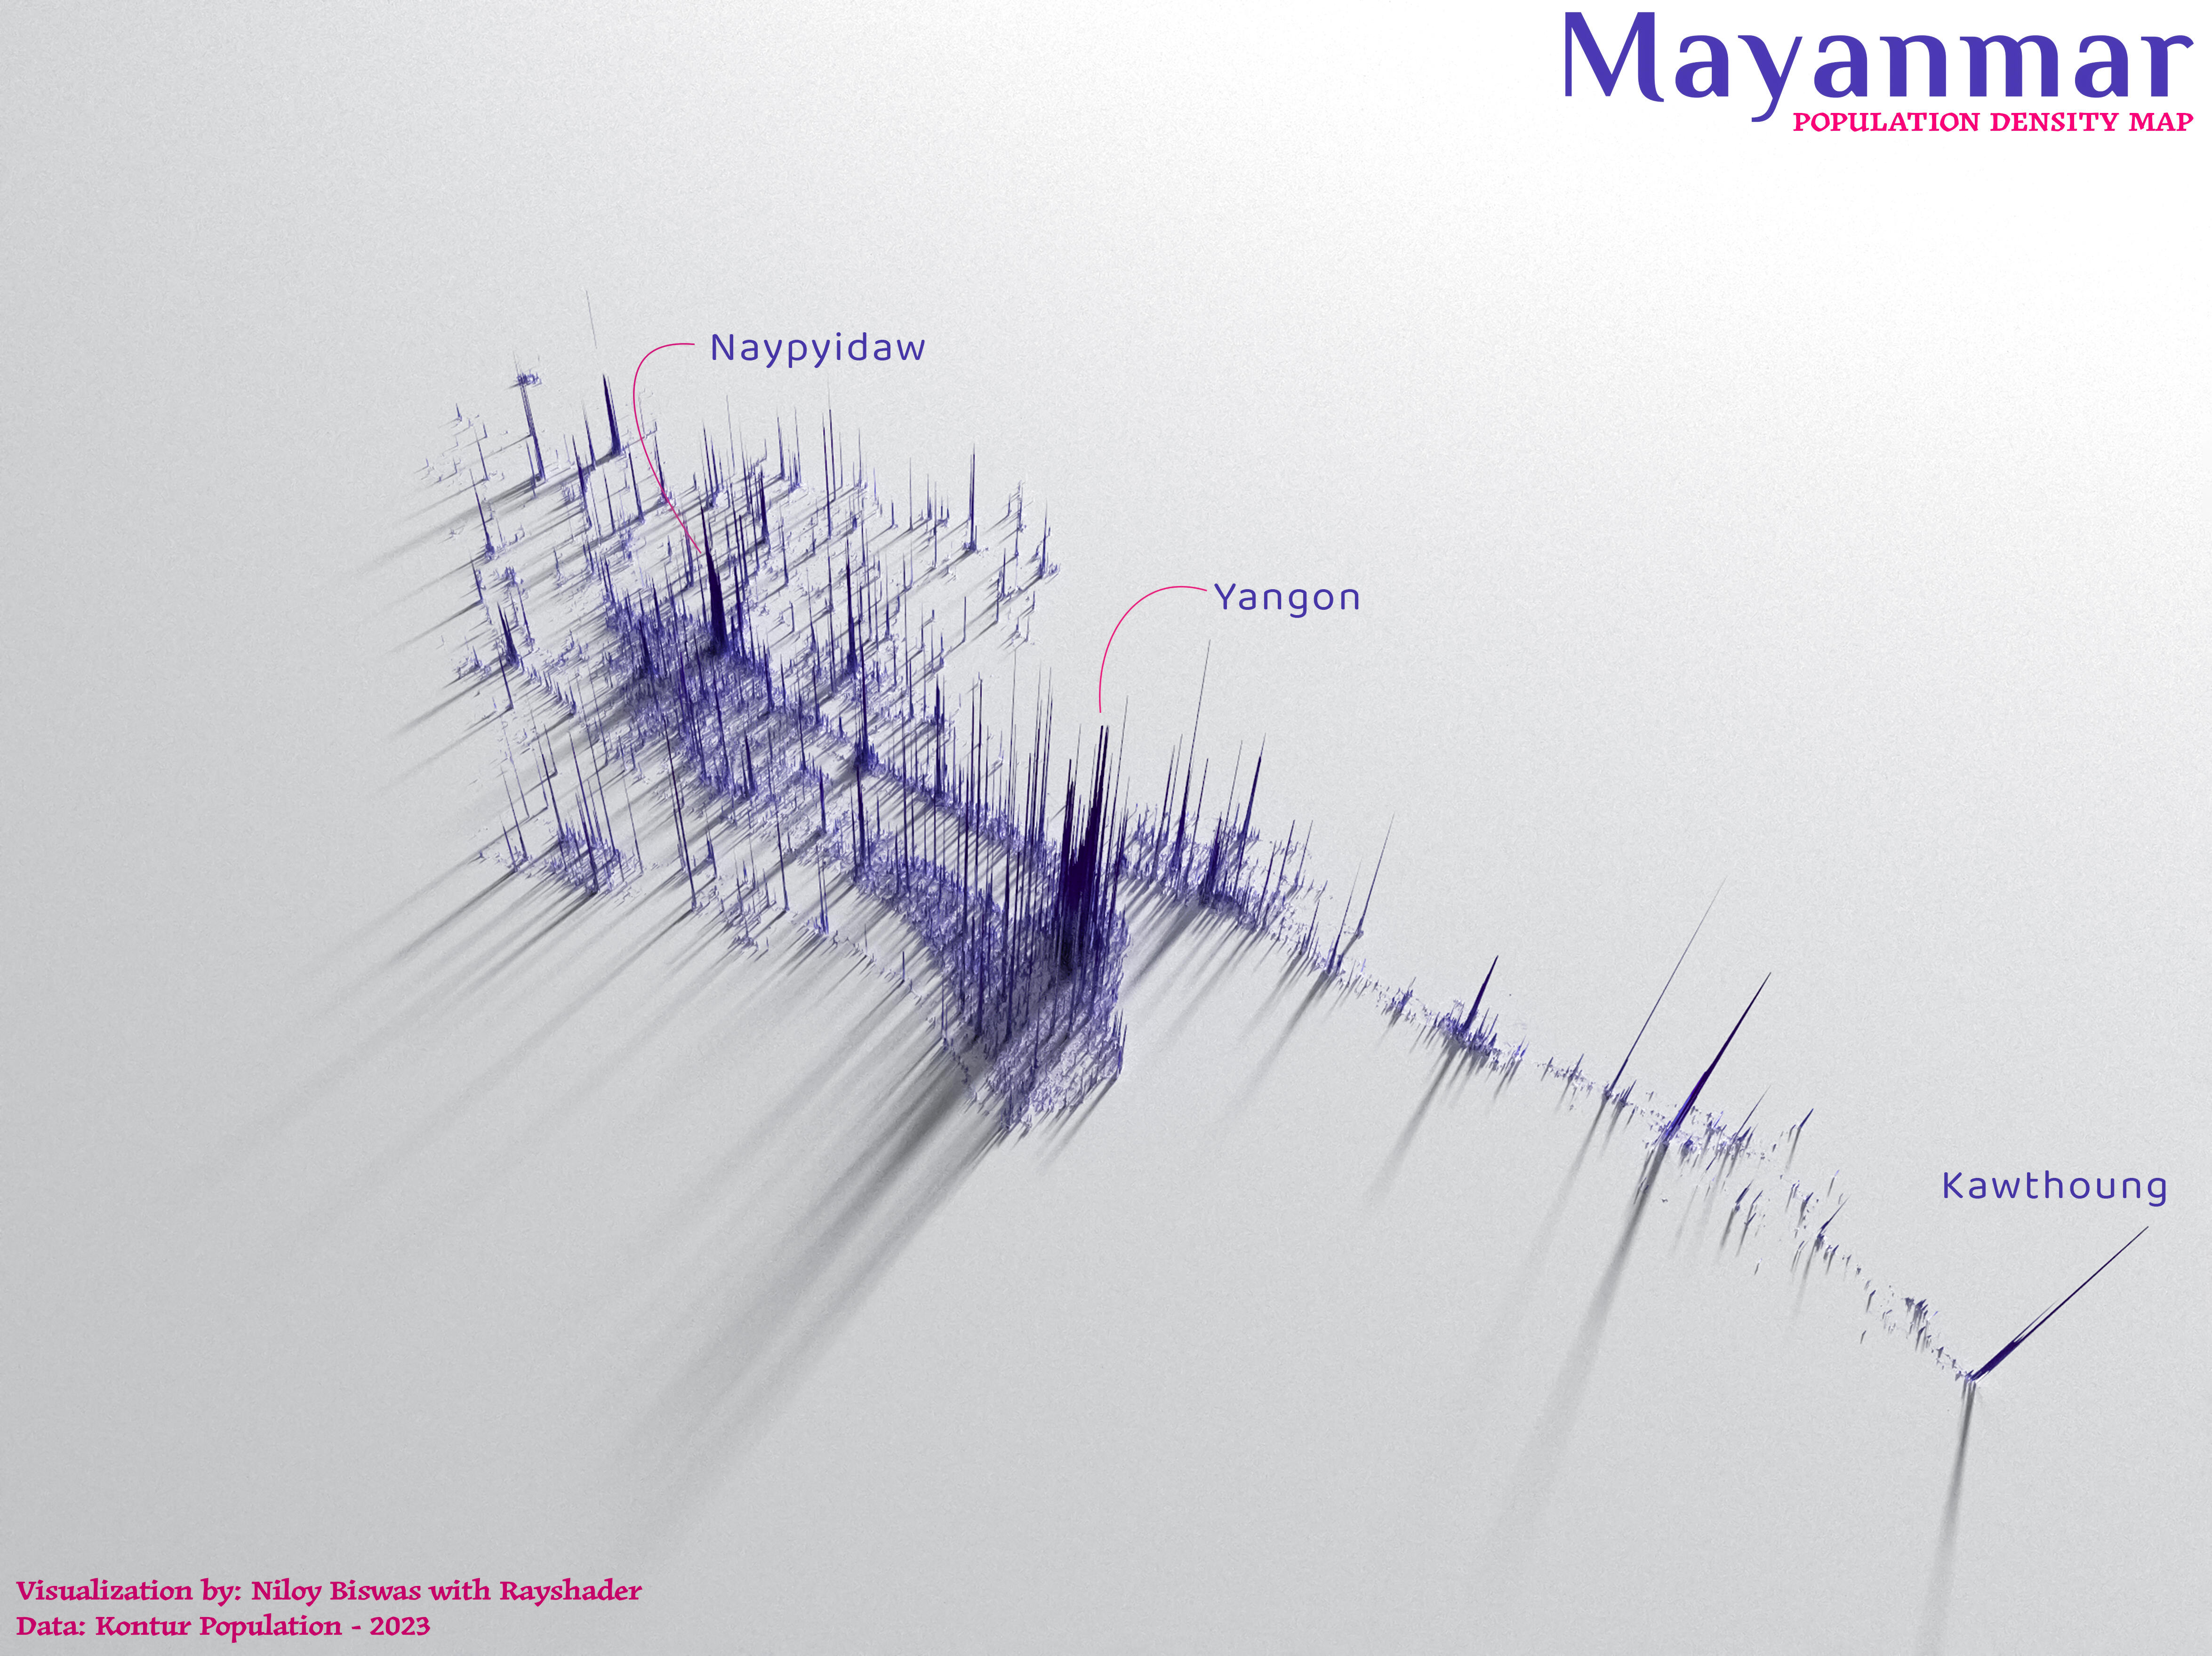 Mayanmar
POPULATION DENSITY MAP
Naypyidaw
Yangon
Kawthoung
Visualization by: Niloy Biswas with Rayshader
Data: Kontur Population - 2023